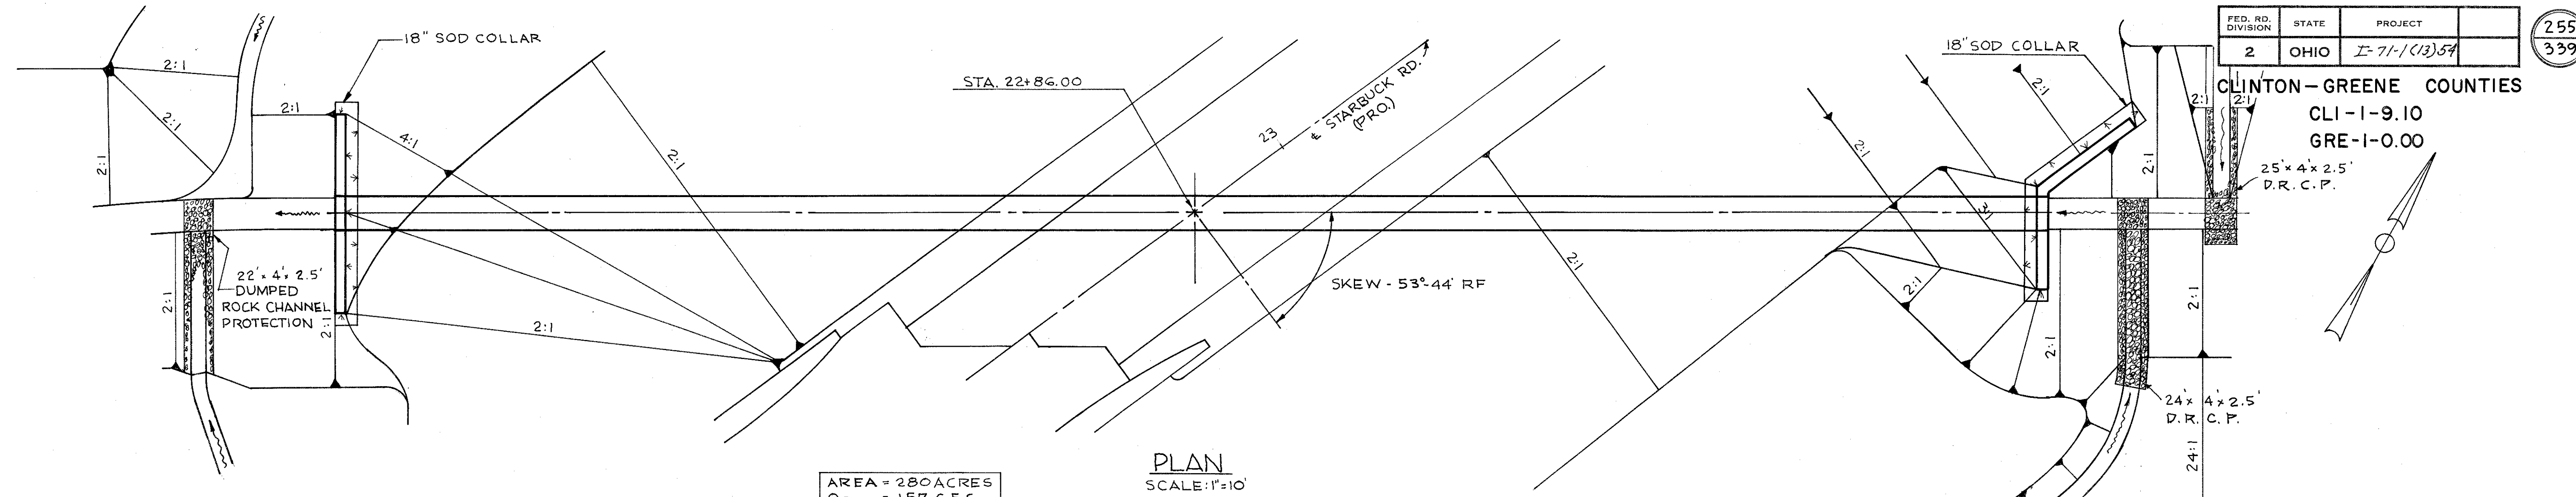 FED. RD. DIVISION
STATE
PROJECT
2
OHIO
I-71-1(13)54
255
339
CLINTON-GREENE COUNTIES
CLI-1-9.10
GRE-1-0.00
18" SOD COLLAR
2:1
2:1
2:1
2:1
4:1
2:1
STA. 22+86.00
23
℄ STARBUCK RD.
(PRO.)
18" SOD COLLAR
2:1
2:1
3:1
2:1
2:1
2:1
2:1
25' x 4' x 2.5'
D.R.C.P.
22' x 4' x 2.5'
DUMPED
ROCK CHANNEL
PROTECTION
2:1
2:1
2:1
SKEW - 53°-44' RF
2:1
2:1
2:1
2:1
24' x 4' x 2.5'
D.R.C.P.
24:1
PLAN
SCALE: 1"=10'
AREA = 280 ACRES